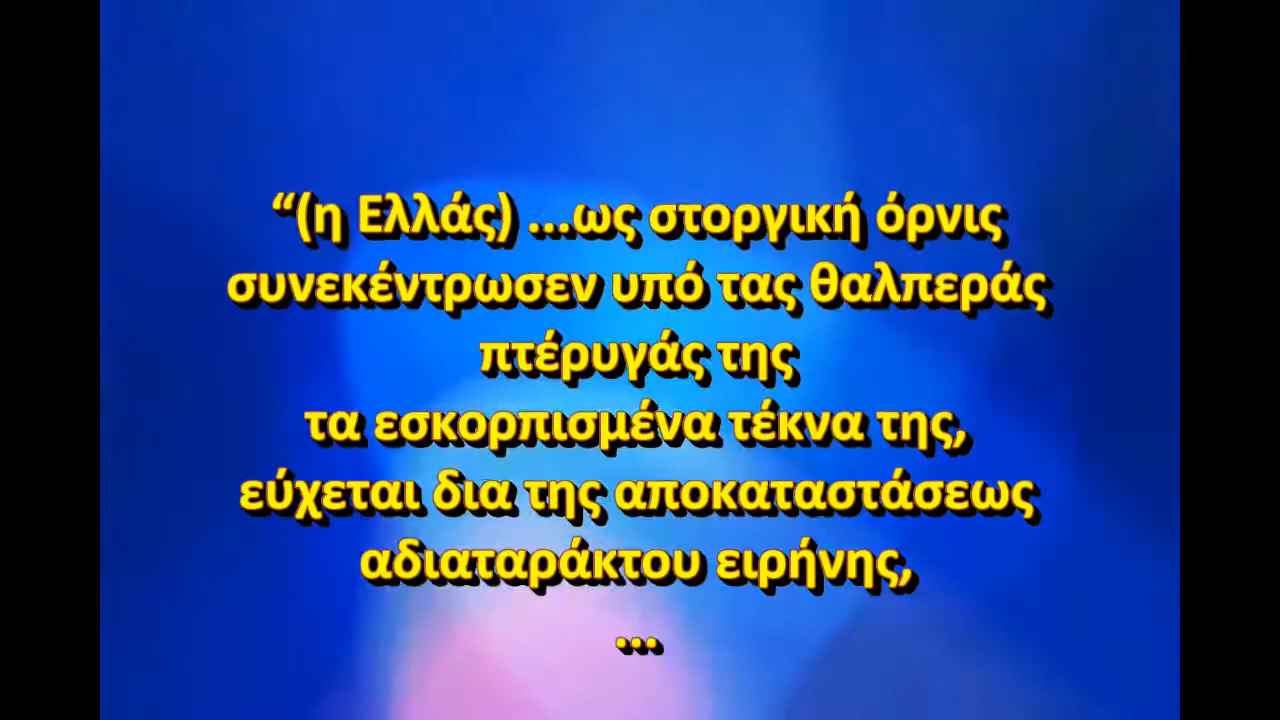 “(η Ελλάς) ...ως στοργική όρνις
συνεκέντρωσεν υπό τας θαλπεράς
πτέρυγάς της
τα εσκορπισμένα τέκνα της,
εύχεται δια της αποκαταστάσεως
αδιαταράκτου ειρήνης,
...